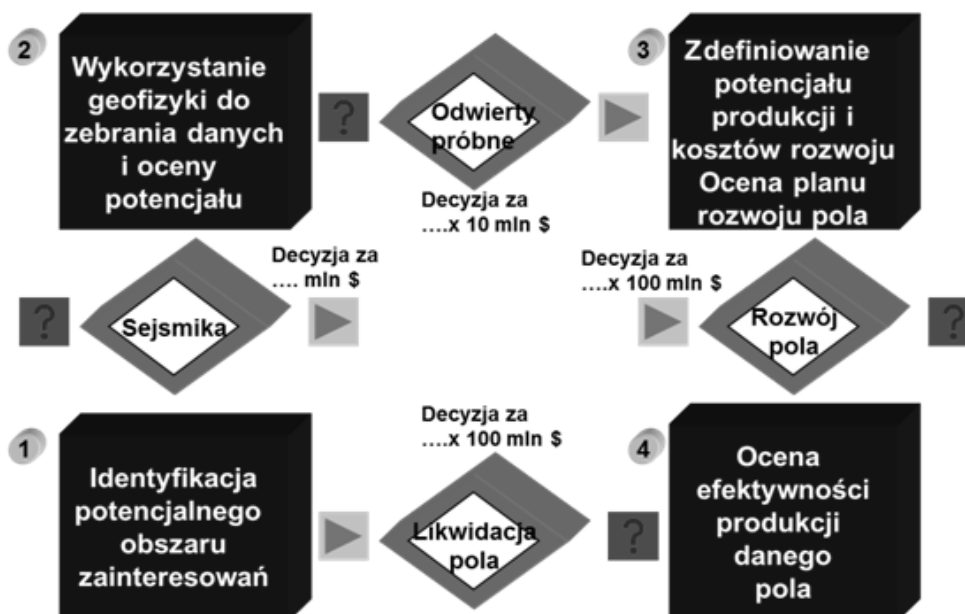 2
Wykorzystanie
geofizyki do
zebrania danych
i oceny
potencjału
?
Odwierty
próbne
Decyzja za
….x 10 mln $
3
Zdefiniowanie
potencjału
produkcji i
kosztów rozwoju
Ocena planu
rozwoju pola
?
Sejsmika
Decyzja za
…. mln $
Decyzja za
….x 100 mln $
Rozwój
pola
?
1
Identyfikacja
potencjalnego
obszaru
zainteresowań
Decyzja za
….x 100 mln $
Likwidacja
pola
?
4
Ocena
efektywności
produkcji
danego
pola